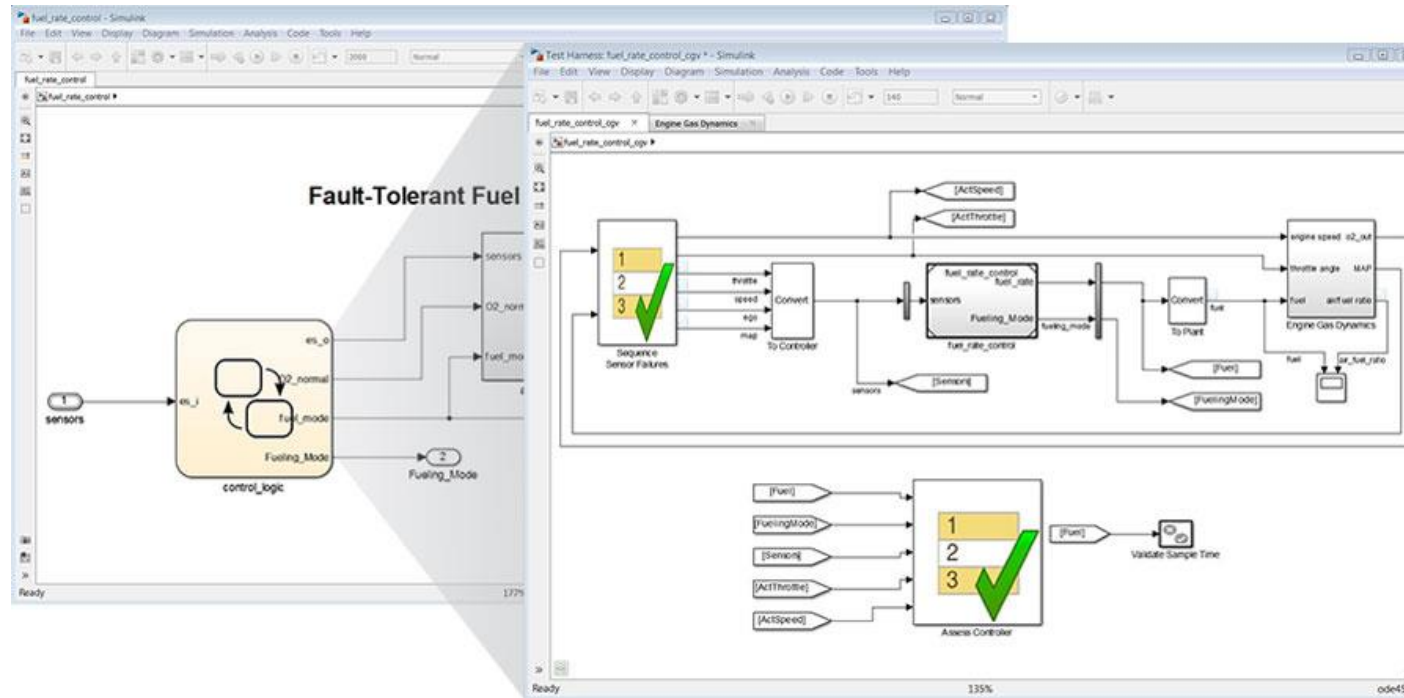 fuel_rate_control - Simulink
File Edit View Display Diagram Simulation Analysis Code Tools Help
2000 Normal
fuel_rate_control
fuel_rate_control
Fault-Tolerant Fuel
sensors
O2_norm
fuel_mo
1
sensors
es_i
es_o
O2_normal
fuel_mode
Fueling_Mode
control_logic
2
Fueling_Mode
Ready
177%
Test Harness: fuel_rate_control_cgv * - Simulink
File Edit View Display Diagram Simulation Analysis Code Tools Help
140 Normal
fuel_rate_control_cgv Engine Gas Dynamics
fuel_rate_control_cgv
[ActSpeed]
[ActThrottle]
1
2
3
Sequence
Sensor Failures
throttle
speed
ego
map
Convert
To Controller
sensors
[Sensors]
fuel_rate_control
sensors
fuel_rate
Fueling_Mode
fuel_rate_control
fueling_mode
Convert
To Plant
fuel
[Fuel]
[FuelingMode]
engine speed o2_out
throttle angle MAP
fuel air/fuel ratio
Engine Gas Dynamics
fuel
air_fuel_ratio
[Fuel]
[FuelingMode]
[Sensors]
[ActThrottle]
[ActSpeed]
1
2
3
Assess Controller
[Fuel]
Validate Sample Time
Ready
135%
ode45